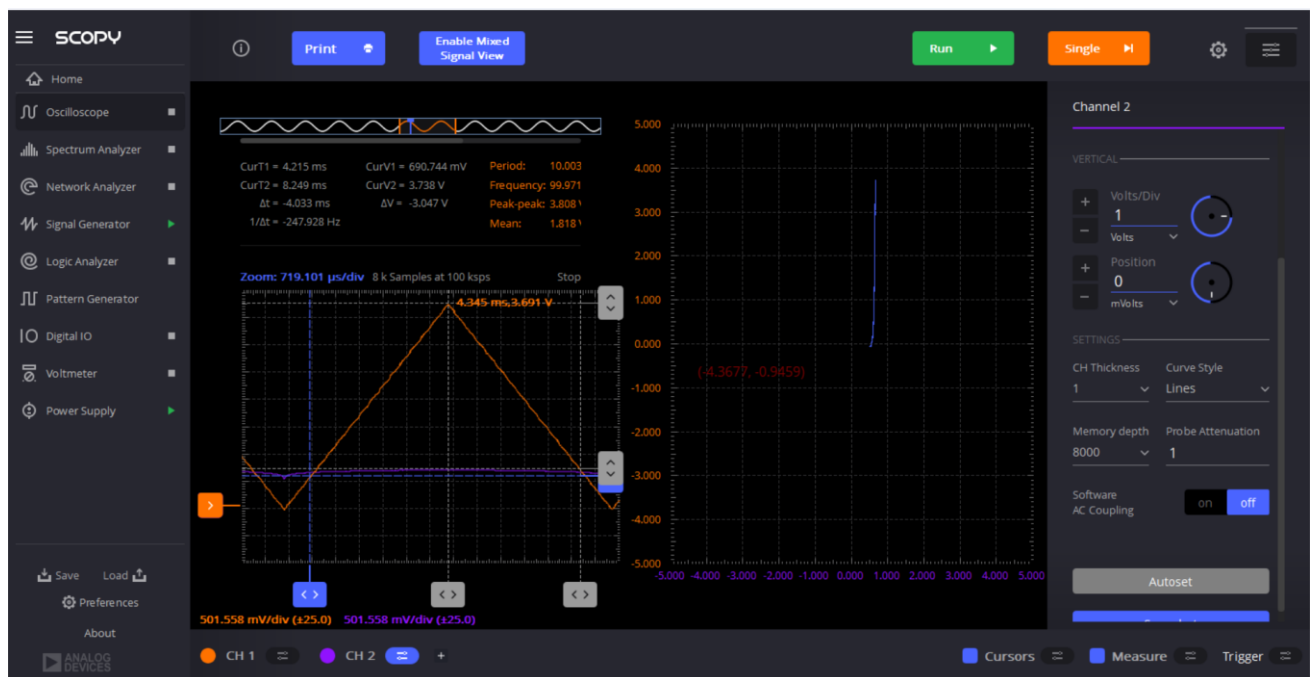 SCOPY
Home
Oscilloscope
Spectrum Analyzer
Network Analyzer
Signal Generator
Logic Analyzer
Pattern Generator
Digital IO
Voltmeter
Power Supply
Save Load
Preferences
About
ANALOG
DEVICES
Print
Enable Mixed
Signal View
Run
Single
CurT1 = 4.215 ms CurV1 = 690.744 mV Period: 10.003
CurT2 = 8.249 ms CurV2 = 3.738 V Frequency: 99.971
Δt = -4.033 ms ΔV = -3.047 V Peak-peak: 3.808
1/Δt = -247.928 Hz Mean: 1.818
Zoom: 719.101 µs/div 8 k Samples at 100 ksps Stop
4.345 ms,3.691 V
501.558 mV/div (±25.0) 501.558 mV/div (±25.0)
5.000
4.000
3.000
2.000
1.000
0.000
(-4.3677, -0.9459)
-1.000
-2.000
-3.000
-4.000
-5.000
-5.000 -4.000 -3.000 -2.000 -1.000 0.000 1.000 2.000 3.000 4.000 5.000
Channel 2
VERTICAL
Volts/Div
1
Volts
Position
0
mVolts
SETTINGS
CH Thickness Curve Style
1 Lines
Memory depth Probe Attenuation
8000 1
Software
AC Coupling on off
Autoset
CH 1 CH 2 + Cursors Measure Trigger